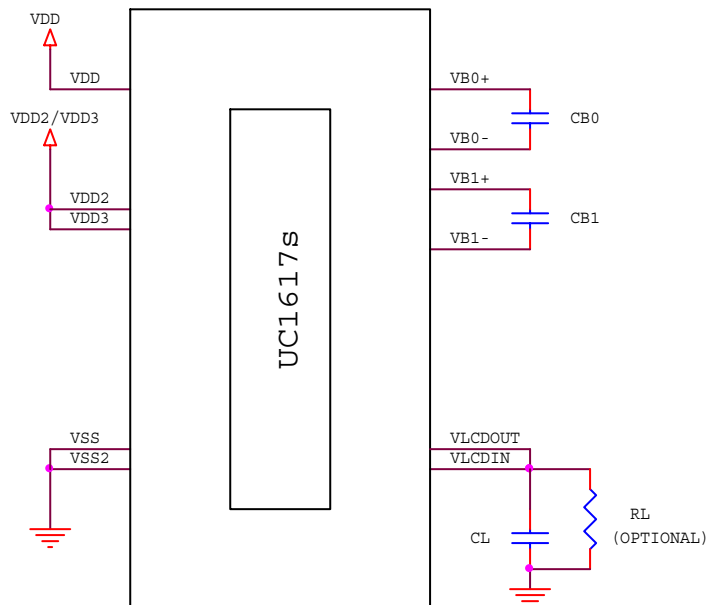 VDD
VDD
VDD2/VDD3
VDD2
VDD3
VSS
VSS2
UC1617s
VB0+
CB0
VB0-
VB1+
CB1
VB1-
VLCDOUT
VLCDIN
CL
RL
(OPTIONAL)